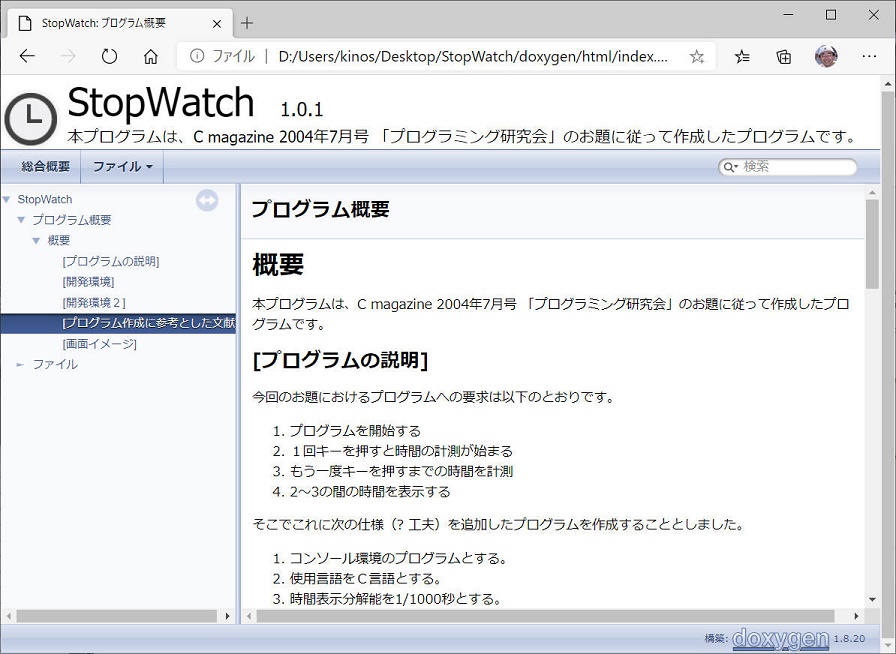 StopWatch: プログラム概要
ファイル | D:/Users/kinos/Desktop/StopWatch/doxygen/html/index....
StopWatch 1.0.1
本プログラムは、C magazine 2004年7月号 「プログラミング研究会」のお題に従って作成したプログラムです。
総合概要 ファイル
検索
StopWatch
プログラム概要
概要
[プログラムの説明]
[開発環境]
[開発環境２]
[プログラム作成に参考とした文献
[画面イメージ]
ファイル
プログラム概要
概要
本プログラムは、C magazine 2004年7月号 「プログラミング研究会」のお題に従って作成したプロ
グラムです。
[プログラムの説明]
今回のお題におけるプログラムへの要求は以下のとおりです。
1. プログラムを開始する
2. １回キーを押すと時間の計測が始まる
3. もう一度キーを押すまでの時間を計測
4. 2～3の間の時間を表示する
そこでこれに次の仕様（? 工夫）を追加したプログラムを作成することとしました。
1. コンソール環境のプログラムとする。
2. 使用言語をＣ言語とする。
3. 時間表示分解能を1/1000秒とする。
構築: doxygen 1.8.20